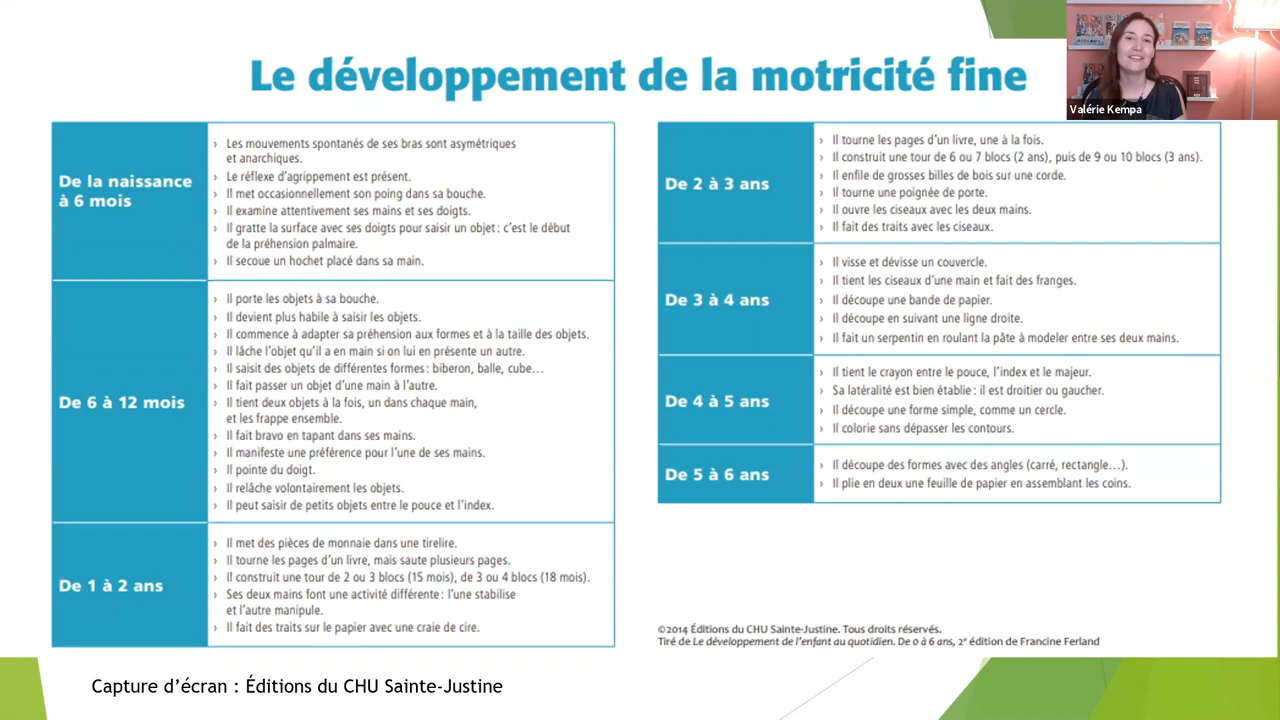 Le développement de la motricité fine
Valérie Kempa
De la naissance
à 6 mois
› Les mouvements spontanés de ses bras sont asymétriques
et anarchiques.
› Le réflexe d’agrippement est présent.
› Il met occasionnellement son poing dans sa bouche.
› Il examine attentivement ses mains et ses doigts.
› Il gratte la surface avec ses doigts pour saisir un objet : c’est le début
de la préhension palmaire.
› Il secoue un hochet placé dans sa main.
De 6 à 12 mois
› Il porte les objets à sa bouche.
› Il devient plus habile à saisir les objets.
› Il commence à adapter sa préhension aux formes et à la taille des objets.
› Il lâche l’objet qu’il a en main si on lui en présente un autre.
› Il saisit des objets de différentes formes : biberon, balle, cube…
› Il fait passer un objet d’une main à l’autre.
› Il tient deux objets à la fois, un dans chaque main,
et les frappe ensemble.
› Il fait bravo en tapant dans ses mains.
› Il manifeste une préférence pour l’une de ses mains.
› Il pointe du doigt.
› Il relâche volontairement les objets.
› Il peut saisir de petits objets entre le pouce et l’index.
De 1 à 2 ans
› Il met des pièces de monnaie dans une tirelire.
› Il tourne les pages d’un livre, mais saute plusieurs pages.
› Il construit une tour de 2 ou 3 blocs (15 mois), de 3 ou 4 blocs (18 mois).
› Ses deux mains font une activité différente : l’une stabilise
et l’autre manipule.
› Il fait des traits sur le papier avec une craie de cire.
De 2 à 3 ans
› Il tourne les pages d’un livre, une à la fois.
› Il construit une tour de 6 ou 7 blocs (2 ans), puis de 9 ou 10 blocs (3 ans).
› Il enfile de grosses billes de bois sur une corde.
› Il tourne une poignée de porte.
› Il ouvre les ciseaux avec les deux mains.
› Il fait des traits avec les ciseaux.
De 3 à 4 ans
› Il visse et dévisse un couvercle.
› Il tient les ciseaux d’une main et fait des franges.
› Il découpe une bande de papier.
› Il découpe en suivant une ligne droite.
› Il fait un serpentin en roulant la pâte à modeler entre ses deux mains.
De 4 à 5 ans
› Il tient le crayon entre le pouce, l’index et le majeur.
› Sa latéralité est bien établie : il est droitier ou gaucher.
› Il découpe une forme simple, comme un cercle.
› Il colorie sans dépasser les contours.
De 5 à 6 ans
› Il découpe des formes avec des angles (carré, rectangle…).
› Il plie en deux une feuille de papier en assemblant les coins.
©2014 Éditions du CHU Sainte-Justine. Tous droits réservés.
Tiré de Le développement de l’enfant au quotidien. De 0 à 6 ans, 2e édition de Francine Ferland
Capture d’écran : Éditions du CHU Sainte-Justine